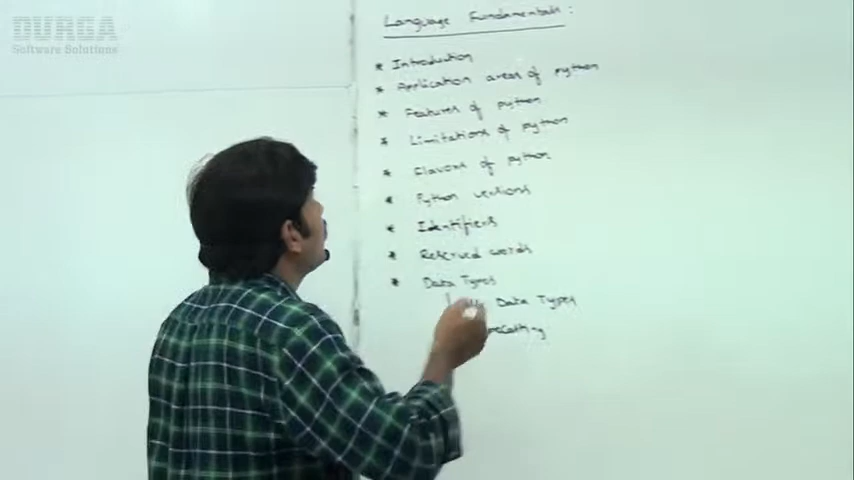 DURGA
Software Solutions
Language Fundamentals :
* Introduction
* Application areas of python
* Features of python
* Limitations of python
* Flavors of python
* Python versions
* Identifiers
* Reserved words
* Data Types
Data Types